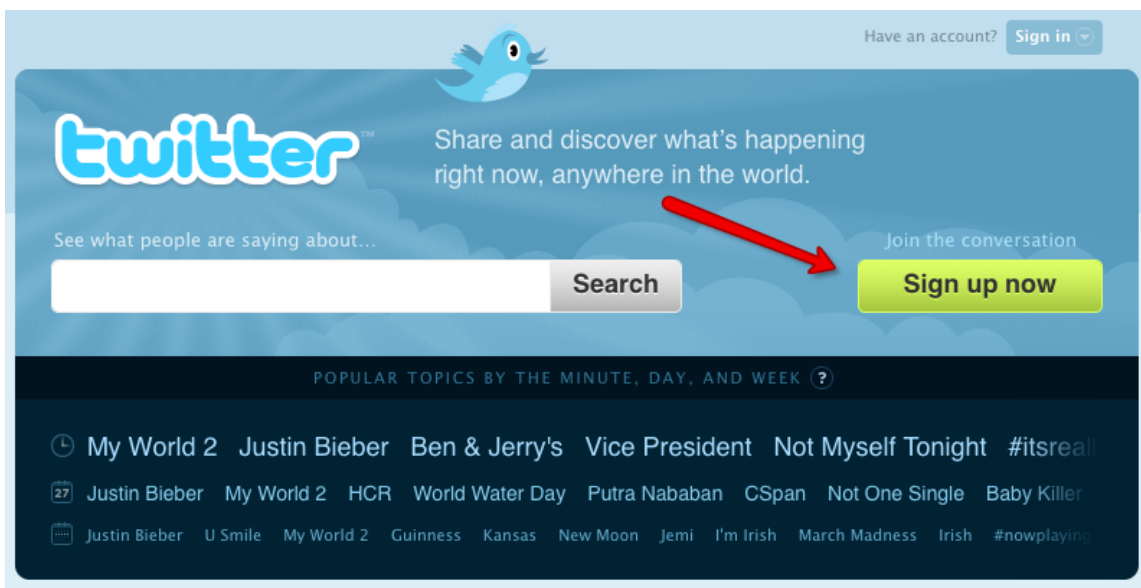 Have an account? Sign in
twitter™
Share and discover what's happening
right now, anywhere in the world.
See what people are saying about...
Join the conversation
Search
Sign up now
POPULAR TOPICS BY THE MINUTE, DAY, AND WEEK ?
My World 2 Justin Bieber Ben & Jerry's Vice President Not Myself Tonight #itsreall
27 Justin Bieber My World 2 HCR World Water Day Putra Nababan CSpan Not One Single Baby Killer
Justin Bieber U Smile My World 2 Guinness Kansas New Moon Jemi I'm Irish March Madness Irish #nowplaying